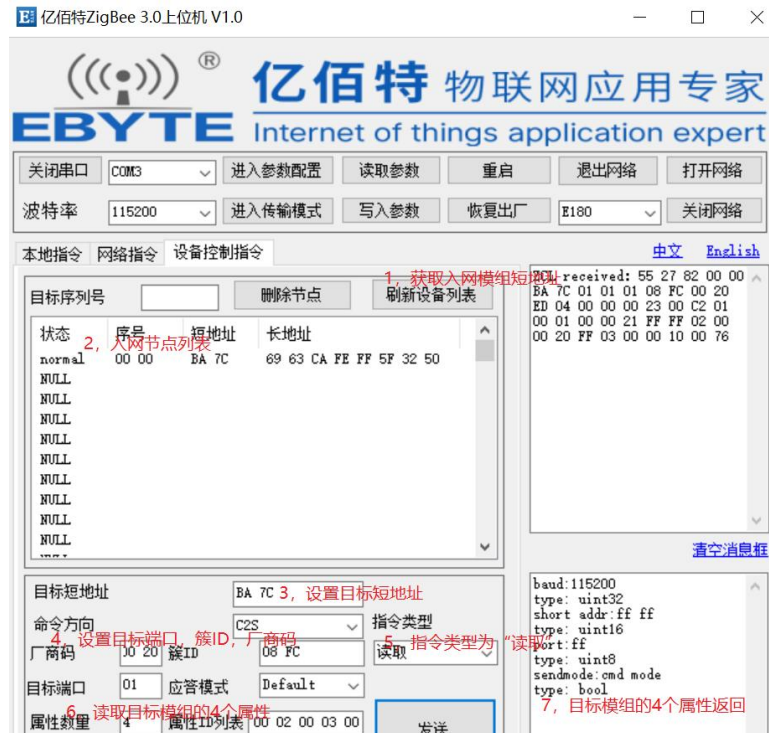 亿佰特ZigBee 3.0上位机 V1.0
®
亿佰特 物联网应用专家
EBYTE Internet of things application expert
关闭串口 COM3 进入参数配置 读取参数 重启 退出网络 打开网络
波特率 115200 进入传输模式 写入参数 恢复出厂 E180 关闭网络
本地指令 网络指令 设备控制指令 中文 English
1，获取入网模组短地址
目标序列号 删除节点 刷新设备列表
状态 序号 短地址 长地址
2，入网节点列表
normal 00 00 BA 7C 69 63 CA FE FF 5F 32 50
NULL
NULL
NULL
NULL
NULL
NULL
NULL
NULL
NULL
ZCL received: 55 27 82 00 00
BA 7C 01 01 01 08 FC 00 20
ED 04 00 00 00 23 00 C2 01
00 01 00 00 21 FF FF 02 00
00 20 FF 03 00 00 10 00 76
清空消息框
目标短地址 BA 7C 3，设置目标短地址
命令方向 C2S 指令类型
4，设置目标端口，簇ID，厂商码
5，指令类型为“读取”
厂商码 00 20 簇ID 08 FC 读取
目标端口 01 应答模式 Default
6，读取目标模组的4个属性
属性数量 4 属性ID列表 00 02 00 03 00 发送
baud:115200
type: uint32
short addr:ff ff
type: uint16
port:ff
type: uint8
sendmode:cmd mode
type: bool
7，目标模组的4个属性返回